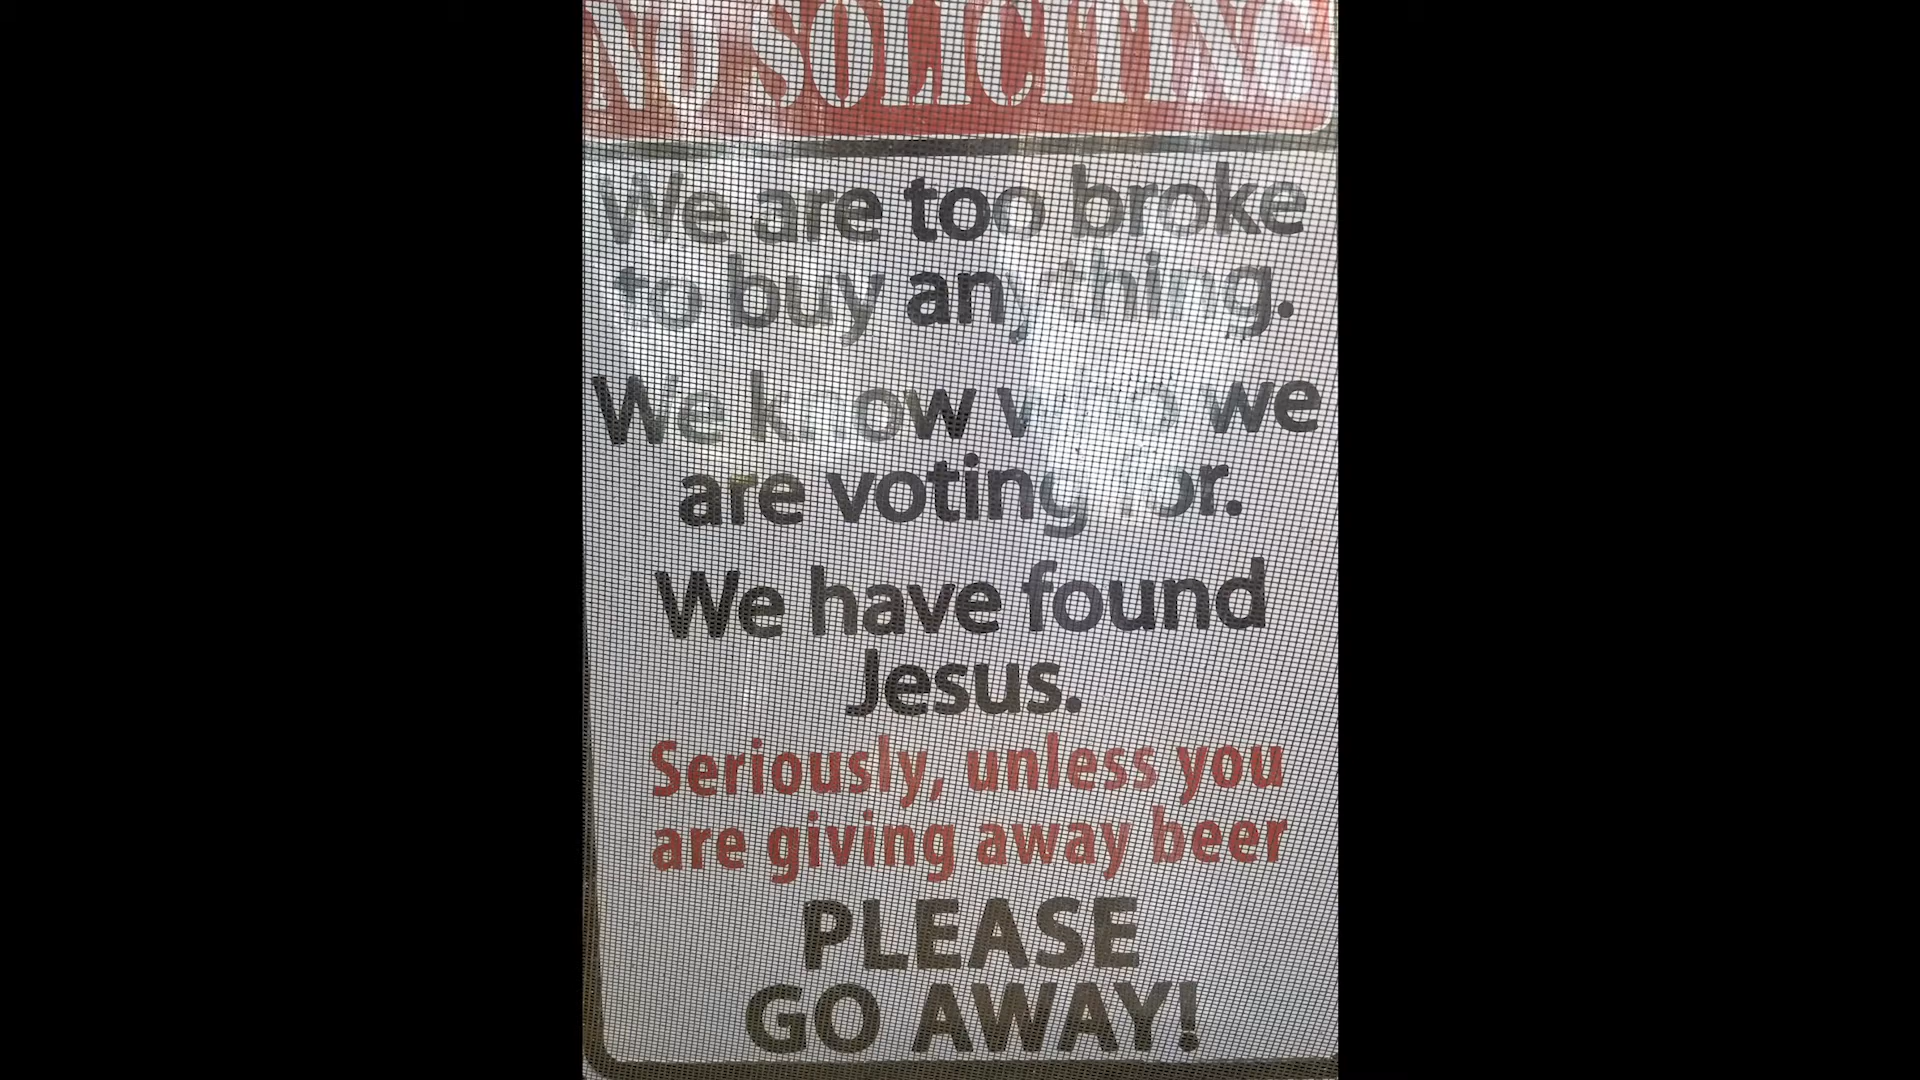 NO SOLICITING
We are too broke
to buy anything.
We know who we
are voting for.
We have found
Jesus.
Seriously, unless you
are giving away beer
PLEASE
GO AWAY!